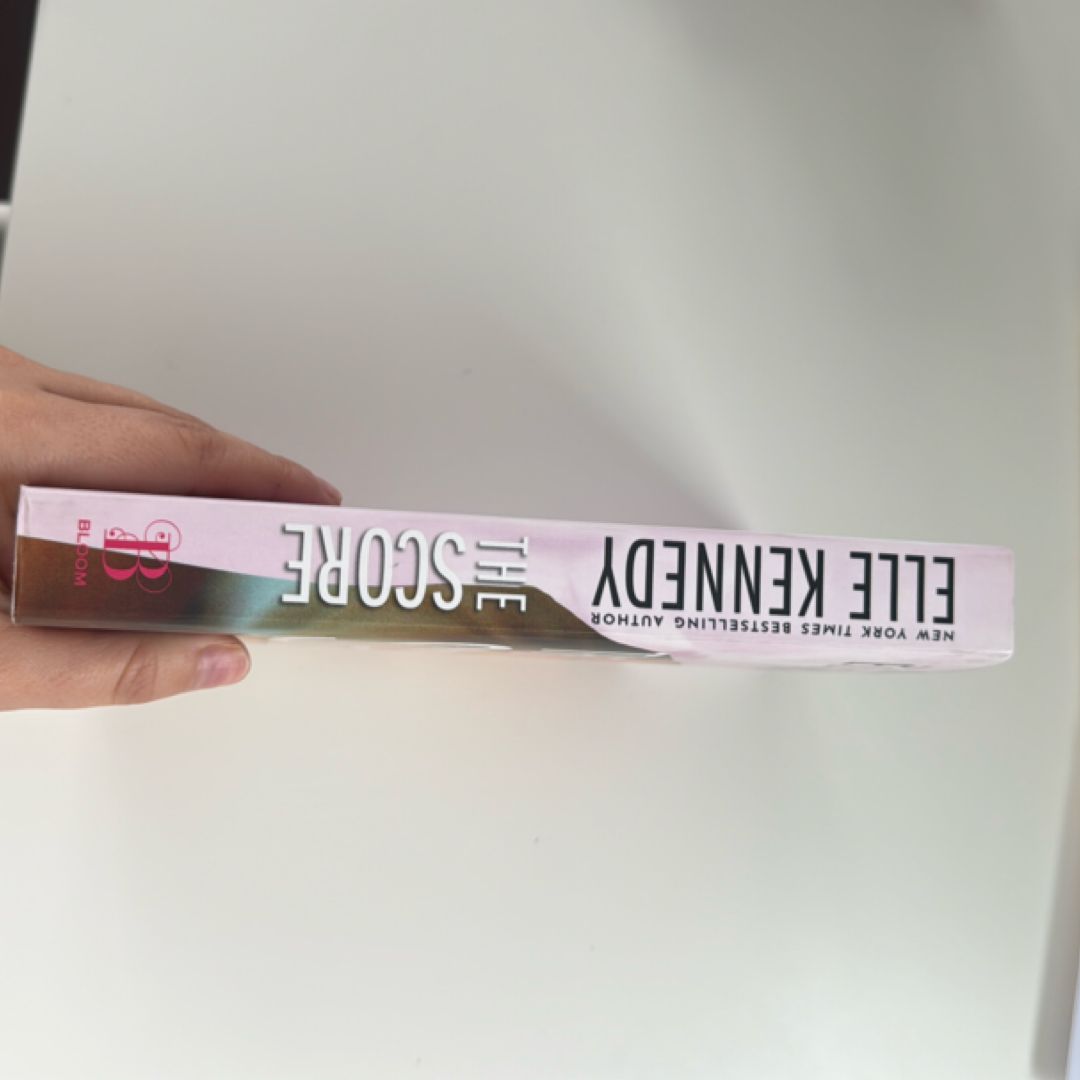 NEW YORK TIMES BESTSELLING AUTHOR
ELLE KENNEDY
THE
SCORE
B
BLOOM